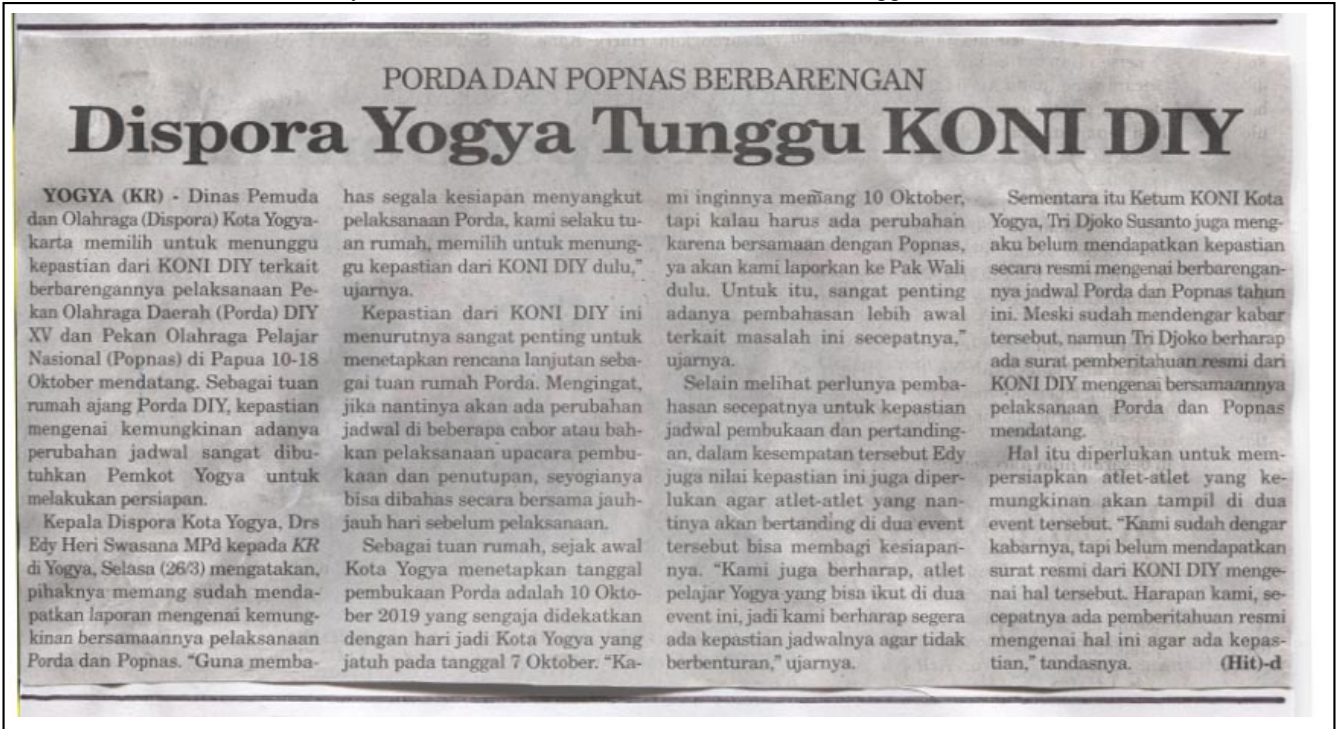 PORDA DAN POPNAS BERBARENGAN
Dispora Yogya Tunggu KONI DIY
YOGYA (KR) - Dinas Pemuda
dan Olahraga (Dispora) Kota Yogya-
karta memilih untuk menunggu
kepastian dari KONI DIY terkait
berbarengannya pelaksanaan Pe-
kan Olahraga Daerah (Porda) DIY
XV dan Pekan Olahraga Pelajar
Nasional (Popnas) di Papua 10-18
Oktober mendatang. Sebagai tuan
rumah ajang Porda DIY, kepastian
mengenai kemungkinan adanya
perubahan jadwal sangat dibu-
tuhkan Pemkot Yogya untuk
melakukan persiapan.
Kepala Dispora Kota Yogya, Drs
Edy Heri Swasana MPd kepada KR
di Yogya, Selasa (26/3) mengatakan,
pihaknya memang sudah menda-
patkan laporan mengenai kemung-
kinan bersamaannya pelaksanaan
Porda dan Popnas. "Guna memba-
has segala kesiapan menyangkut
pelaksanaan Porda, kami selaku tu-
an rumah, memilih untuk menung-
gu kepastian dari KONI DIY dulu,"
ujarnya.
Kepastian dari KONI DIY ini
menurutnya sangat penting untuk
menetapkan rencana lanjutan seba-
gai tuan rumah Porda. Mengingat,
jika nantinya akan ada perubahan
jadwal di beberapa cabor atau bah-
kan pelaksanaan upacara pembu-
kaan dan penutupan, seyogianya
bisa dibahas secara bersama jauh-
jauh hari sebelum pelaksanaan.
Sebagai tuan rumah, sejak awal
Kota Yogya menetapkan tanggal
pembukaan Porda adalah 10 Okto-
ber 2019 yang sengaja didekatkan
dengan hari jadi Kota Yogya yang
jatuh pada tanggal 7 Oktober. "Ka-
mi inginnya memang 10 Oktober,
tapi kalau harus ada perubahan
karena bersamaan dengan Popnas,
ya akan kami laporkan ke Pak Wali
dulu. Untuk itu, sangat penting
adanya pembahasan lebih awal
terkait masalah ini secepatnya,"
ujarnya.
Selain melihat perlunya pemba-
hasan secepatnya untuk kepastian
jadwal pembukaan dan pertanding-
an, dalam kesempatan tersebut Edy
juga nilai kepastian ini juga diper-
lukan agar atlet-atlet yang nan-
tinya akan bertanding di dua event
tersebut bisa membagi kesiapan-
nya. "Kami juga berharap, atlet
pelajar Yogya yang bisa ikut di dua
event ini, jadi kami berharap segera
ada kepastian jadwalnya agar tidak
berbenturan," ujarnya.
Sementara itu Ketum KONI Kota
Yogya, Tri Djoko Susanto juga meng-
aku belum mendapatkan kepastian
secara resmi mengenai berbarengan-
nya jadwal Porda dan Popnas tahun
ini. Meski sudah mendengar kabar
tersebut, namun Tri Djoko berharap
ada surat pemberitahuan resmi dari
KONI DIY mengenai bersamaannya
pelaksanaan Porda dan Popnas
mendatang.
Hal itu diperlukan untuk mem-
persiapkan atlet-atlet yang ke-
mungkinan akan tampil di dua
event tersebut. "Kami sudah dengar
kabarnya, tapi belum mendapatkan
surat resmi dari KONI DIY menge-
nai hal tersebut. Harapan kami, se-
cepatnya ada pemberitahuan resmi
mengenai hal ini agar ada kepas-
tian," tandasnya. (Hit)-d